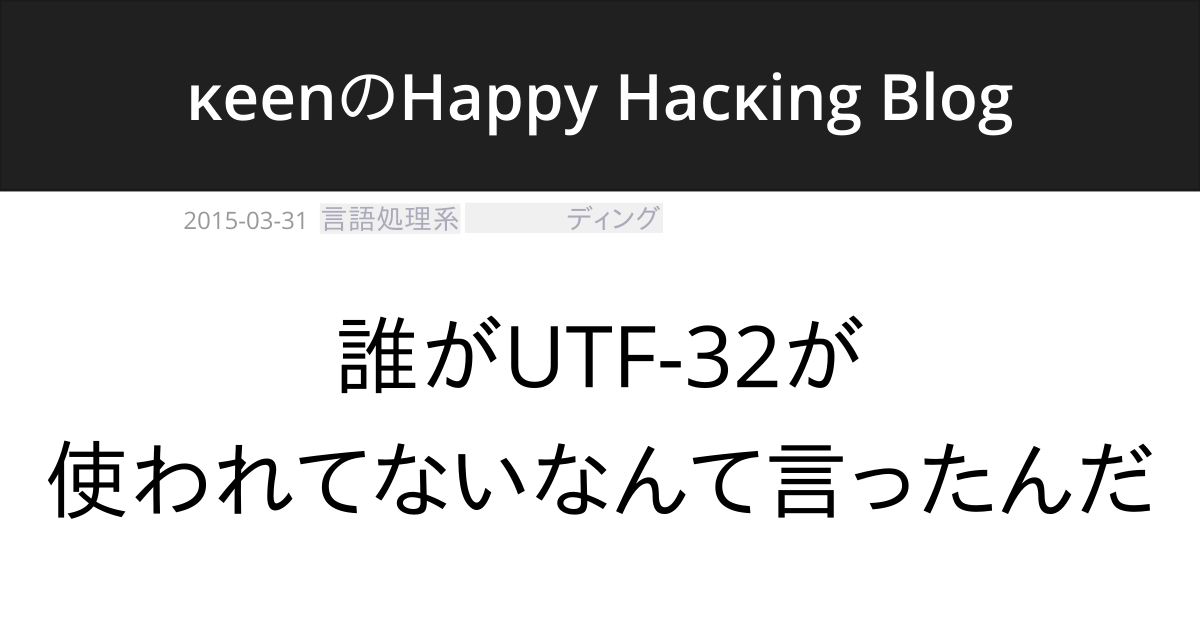 κeenのHappy Hacκing Blog
2015-03-31 言語処理系 ディング
誰がUTF-32が
使われてないなんて言ったんだ